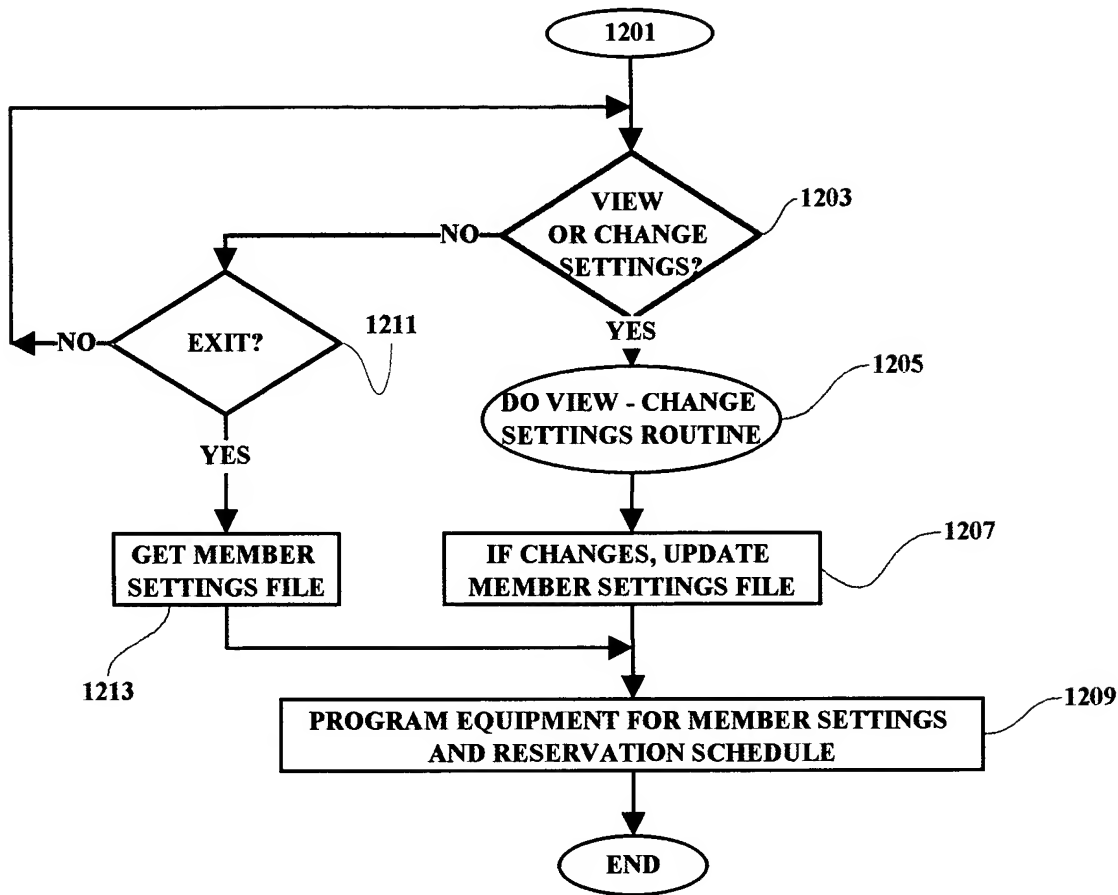 1201
VIEW
OR CHANGE
SETTINGS?
1203
NO
EXIT?
1211
NO
YES
YES
DO VIEW - CHANGE
SETTINGS ROUTINE
1205
GET MEMBER
SETTINGS FILE
1213
IF CHANGES, UPDATE
MEMBER SETTINGS FILE
1207
PROGRAM EQUIPMENT FOR MEMBER SETTINGS
AND RESERVATION SCHEDULE
1209
END